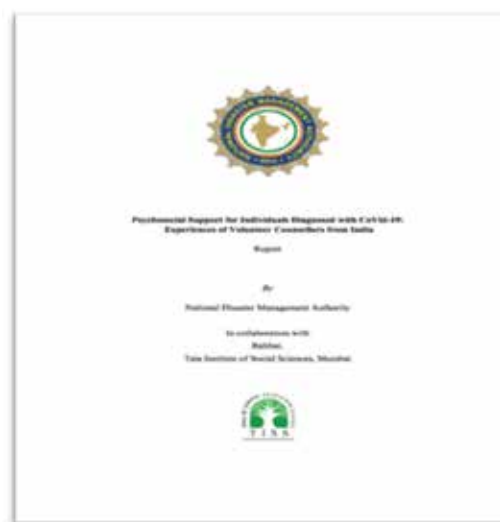 Psychosocial Support for Individuals Diagnosed with CoVid-19:
Experiences of Volunteer Counsellors from India
Report
By
National Disaster Management Authority
In collaboration with
Tata Institute of Social Sciences, Mumbai
TISS